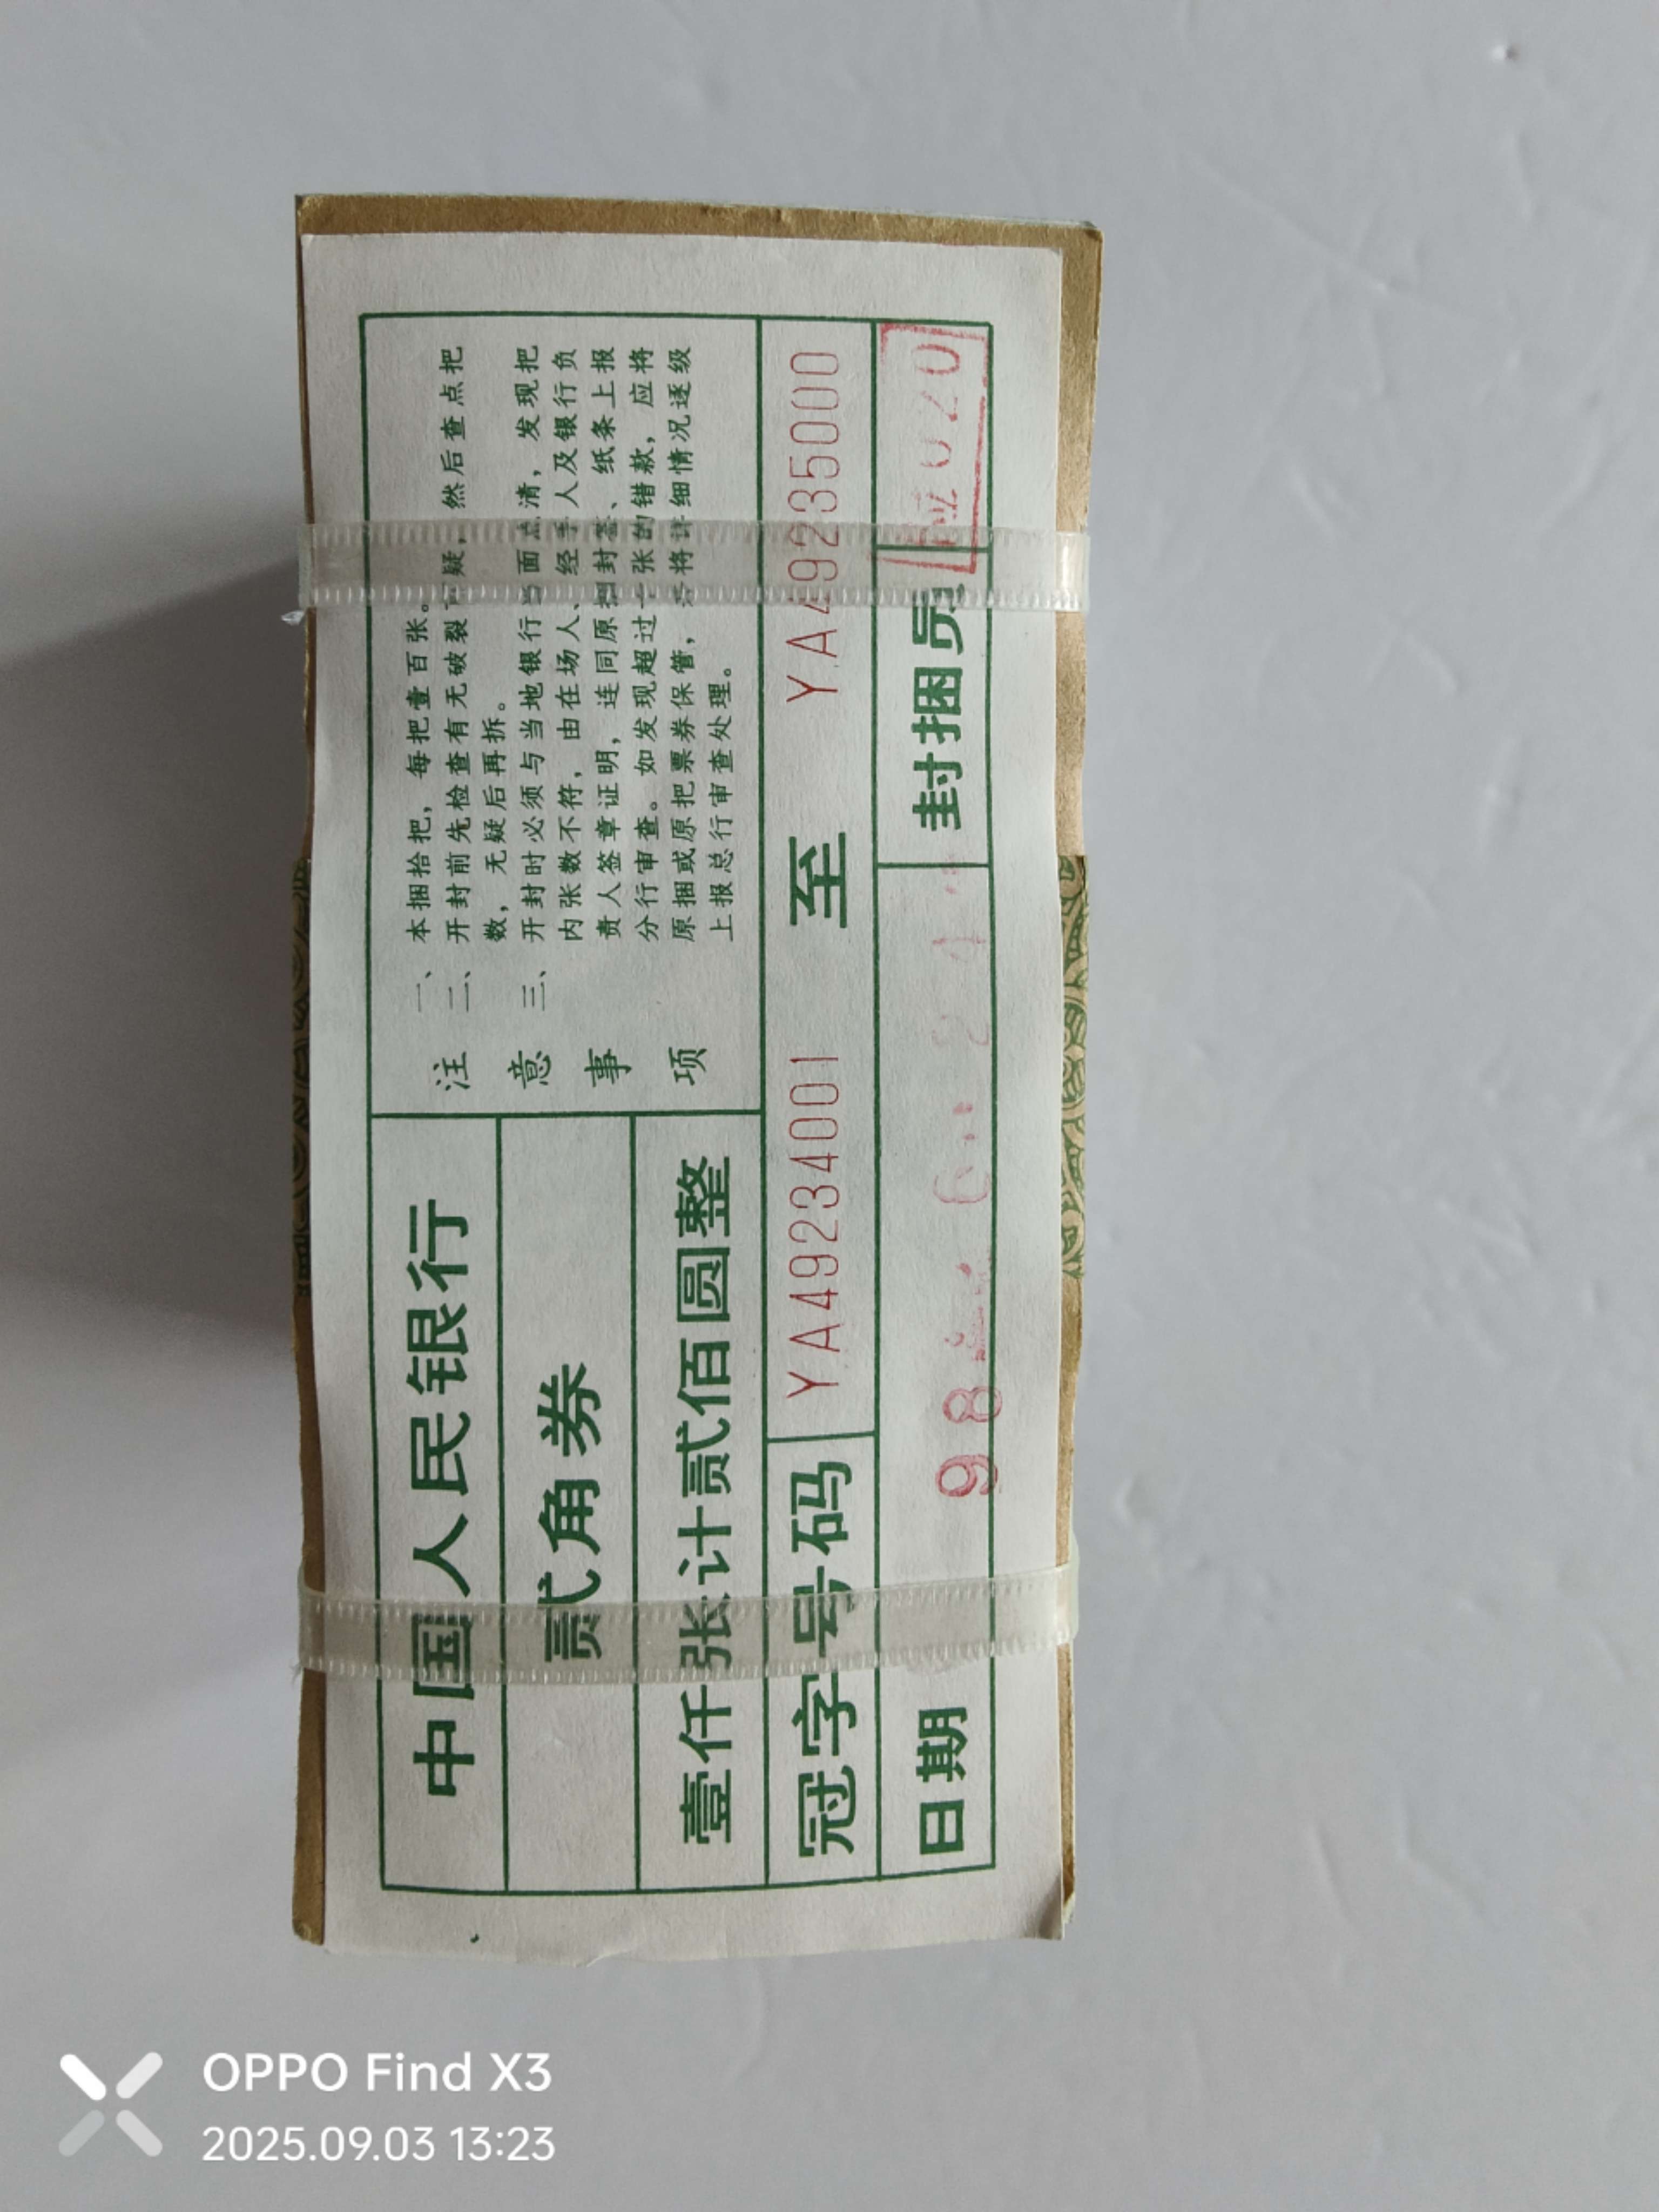 中国人民银行
贰角券
壹仟张计贰佰圆整
注意事项
一、本捆拾把，每把壹百张。
二、开封前先检查有无破裂可疑，然后查点把
数，无疑后再拆。
三、开封时必须与当地银行当面点清，发现把
内张数不符，由在场人、经手人及银行负
责人签章证明，连同原捆封签、纸条上报
分行审查。如发现超过十张的错款，应将
原捆或原把票券保管，并将详细情况逐级
上报总行审查处理。
冠字号码 YA49234001 至 YA49235000
日期 98 6 24 封捆员 020
OPPO Find X3
2025.09.03 13:23